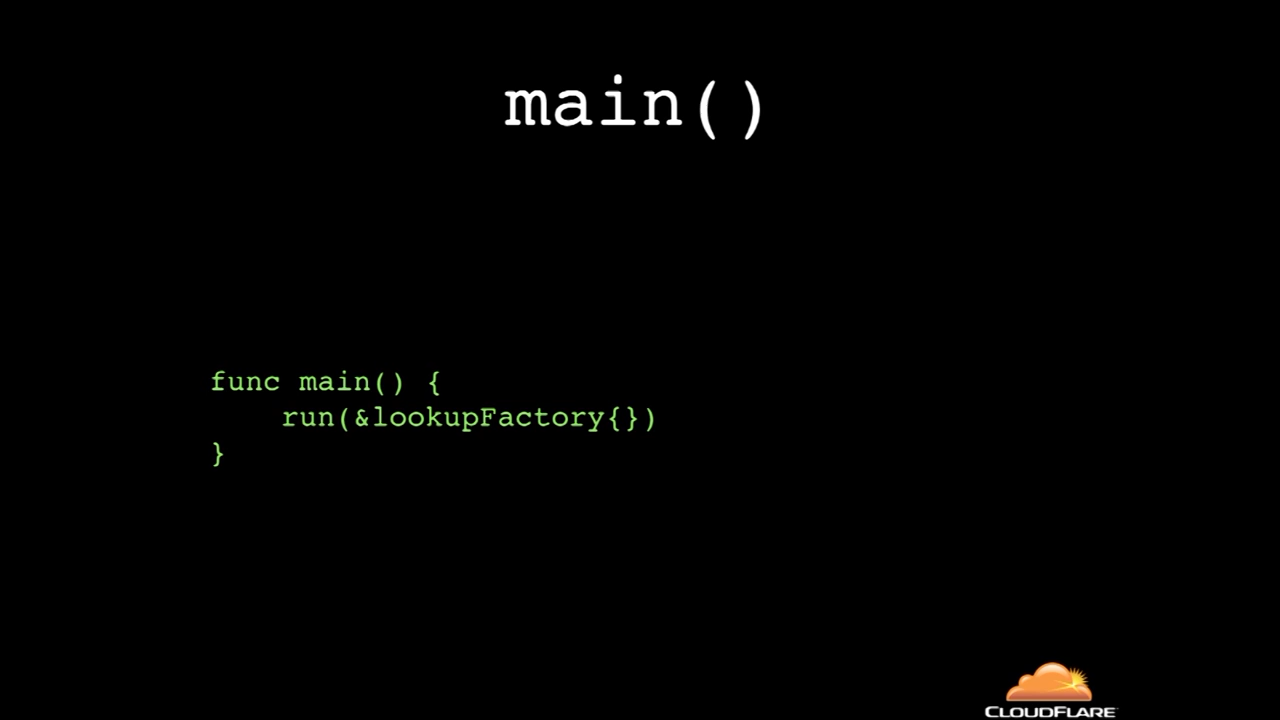 main()
func main() {
    run(&lookupFactory{})
}
CLOUDFLARE